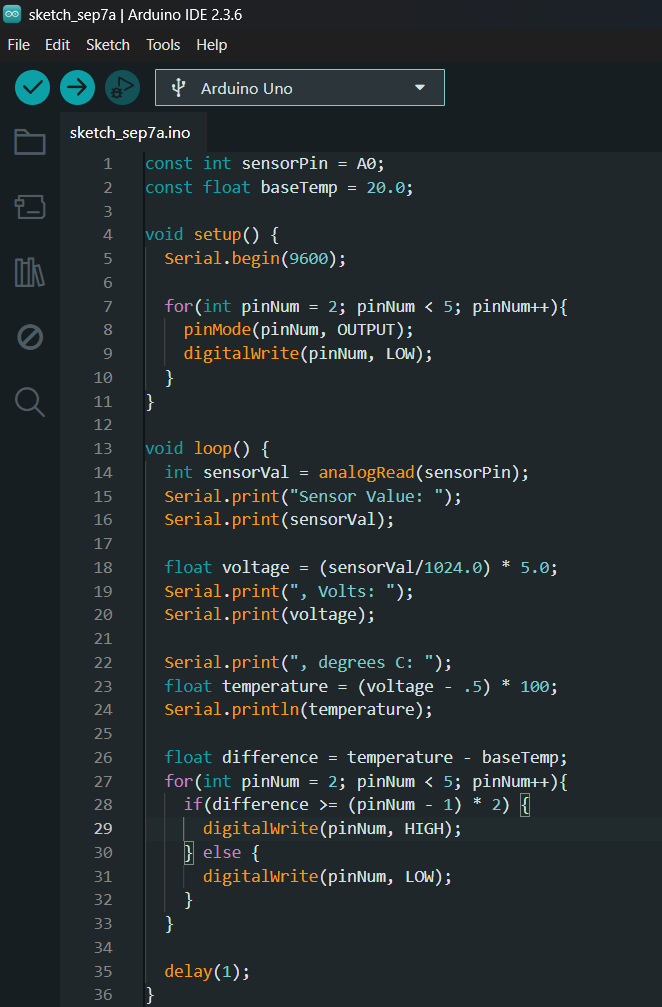 sketch_sep7a | Arduino IDE 2.3.6
File Edit Sketch Tools Help
Arduino Uno
sketch_sep7a.ino
1 const int sensorPin = A0;
2 const float baseTemp = 20.0;
3
4 void setup() {
5   Serial.begin(9600);
6
7   for(int pinNum = 2; pinNum < 5; pinNum++){
8     pinMode(pinNum, OUTPUT);
9     digitalWrite(pinNum, LOW);
10   }
11 }
12
13 void loop() {
14   int sensorVal = analogRead(sensorPin);
15   Serial.print("Sensor Value: ");
16   Serial.print(sensorVal);
17
18   float voltage = (sensorVal/1024.0) * 5.0;
19   Serial.print(", Volts: ");
20   Serial.print(voltage);
21
22   Serial.print(", degrees C: ");
23   float temperature = (voltage - .5) * 100;
24   Serial.println(temperature);
25
26   float difference = temperature - baseTemp;
27   for(int pinNum = 2; pinNum < 5; pinNum++){
28     if(difference >= (pinNum - 1) * 2) {
29       digitalWrite(pinNum, HIGH);
30     } else {
31       digitalWrite(pinNum, LOW);
32     }
33   }
34
35   delay(1);
36 }